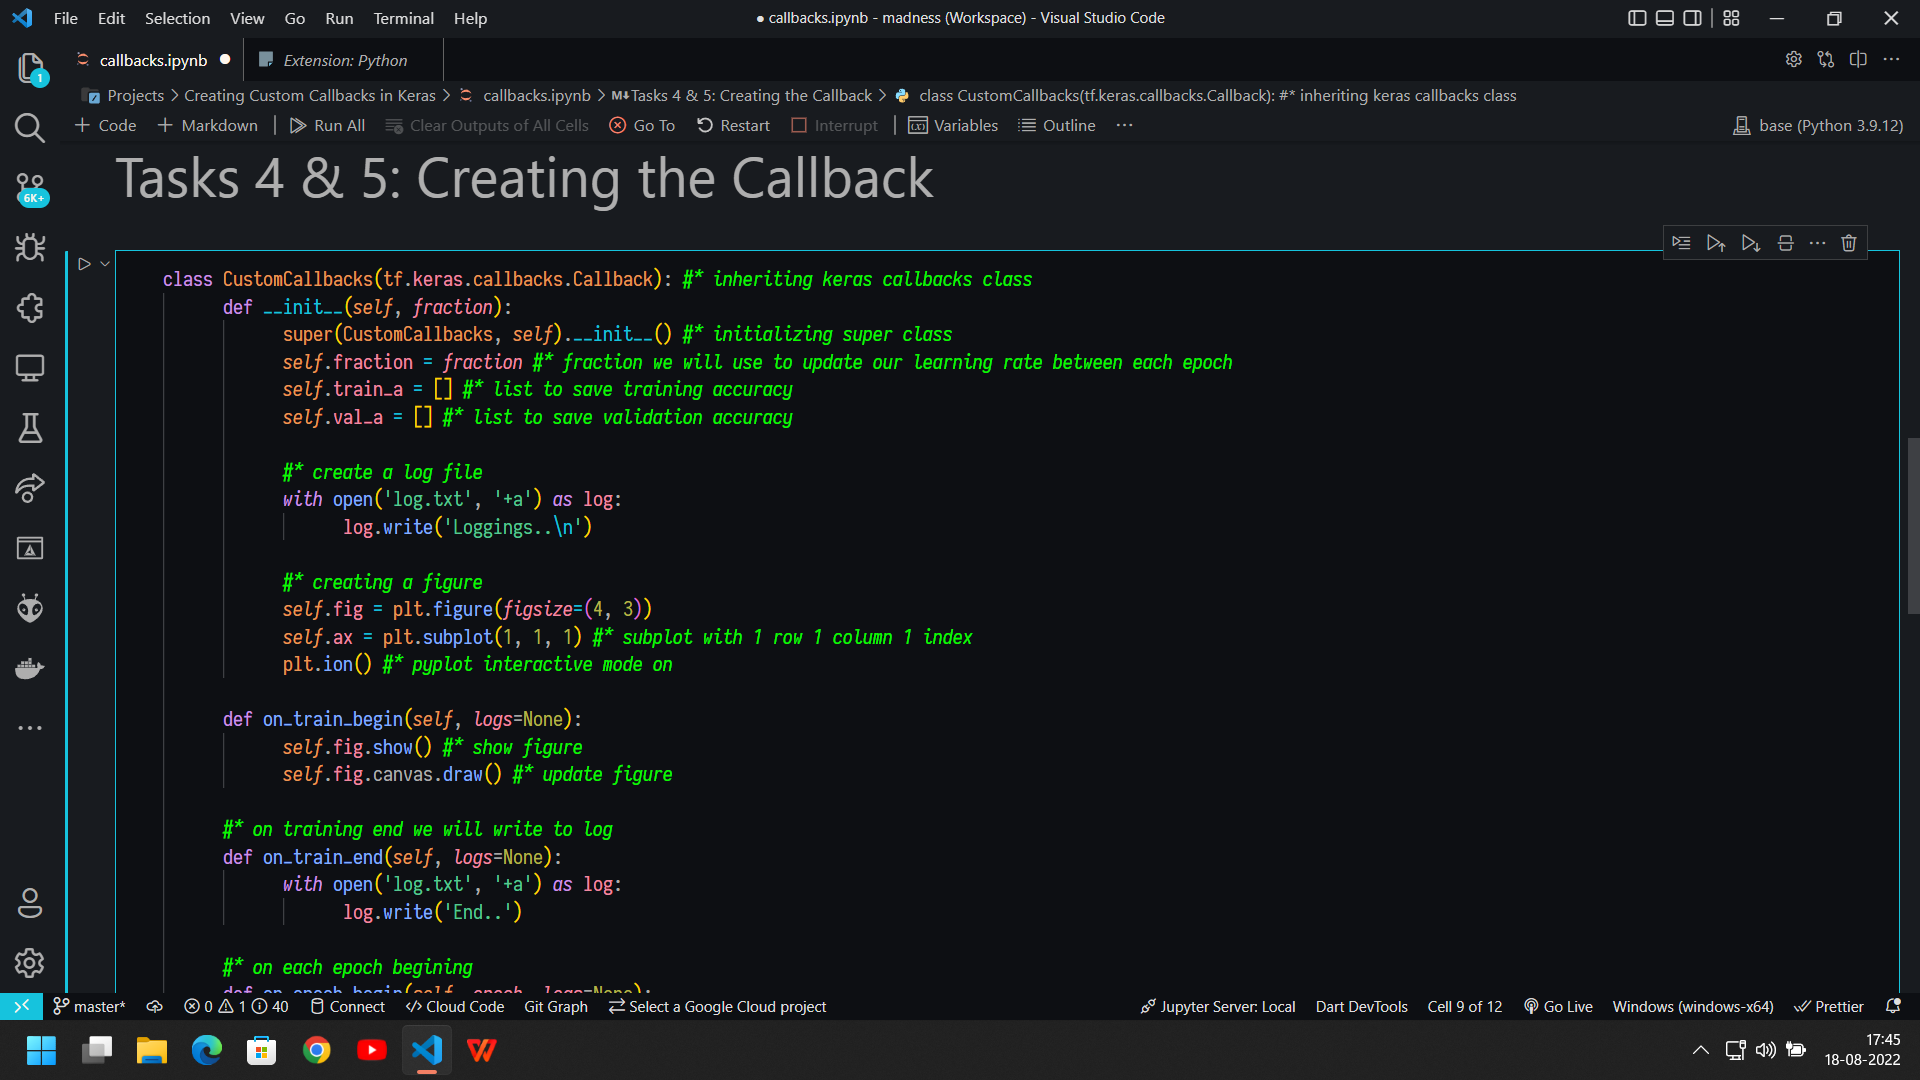 File Edit Selection View Go Run Terminal Help
● callbacks.ipynb - madness (Workspace) - Visual Studio Code
callbacks.ipynb ● Extension: Python
1
Projects > Creating Custom Callbacks in Keras > callbacks.ipynb > M↓Tasks 4 & 5: Creating the Callback > class CustomCallbacks(tf.keras.callbacks.Callback): #* inheriting keras callbacks class
+ Code + Markdown | Run All Clear Outputs of All Cells Go To Restart Interrupt | Variables Outline ···
base (Python 3.9.12)
6K+
Tasks 4 & 5: Creating the Callback
class CustomCallbacks(tf.keras.callbacks.Callback): #* inheriting keras callbacks class
def __init__(self, fraction):
super(CustomCallbacks, self).__init__() #* initializing super class
self.fraction = fraction #* fraction we will use to update our learning rate between each epoch
self.train_a = [] #* list to save training accuracy
self.val_a = [] #* list to save validation accuracy
#* create a log file
with open('log.txt', '+a') as log:
log.write('Loggings..\n')
#* creating a figure
self.fig = plt.figure(figsize=(4, 3))
self.ax = plt.subplot(1, 1, 1) #* subplot with 1 row 1 column 1 index
plt.ion() #* pyplot interactive mode on
def on_train_begin(self, logs=None):
self.fig.show() #* show figure
self.fig.canvas.draw() #* update figure
#* on training end we will write to log
def on_train_end(self, logs=None):
with open('log.txt', '+a') as log:
log.write('End..')
#* on each epoch begining
def on_epoch_begin(self, epoch, logs=None):
master* 0 1 40 Connect Cloud Code Git Graph Select a Google Cloud project
Jupyter Server: Local Dart DevTools Cell 9 of 12 Go Live Windows (windows-x64) Prettier
17:45
18-08-2022